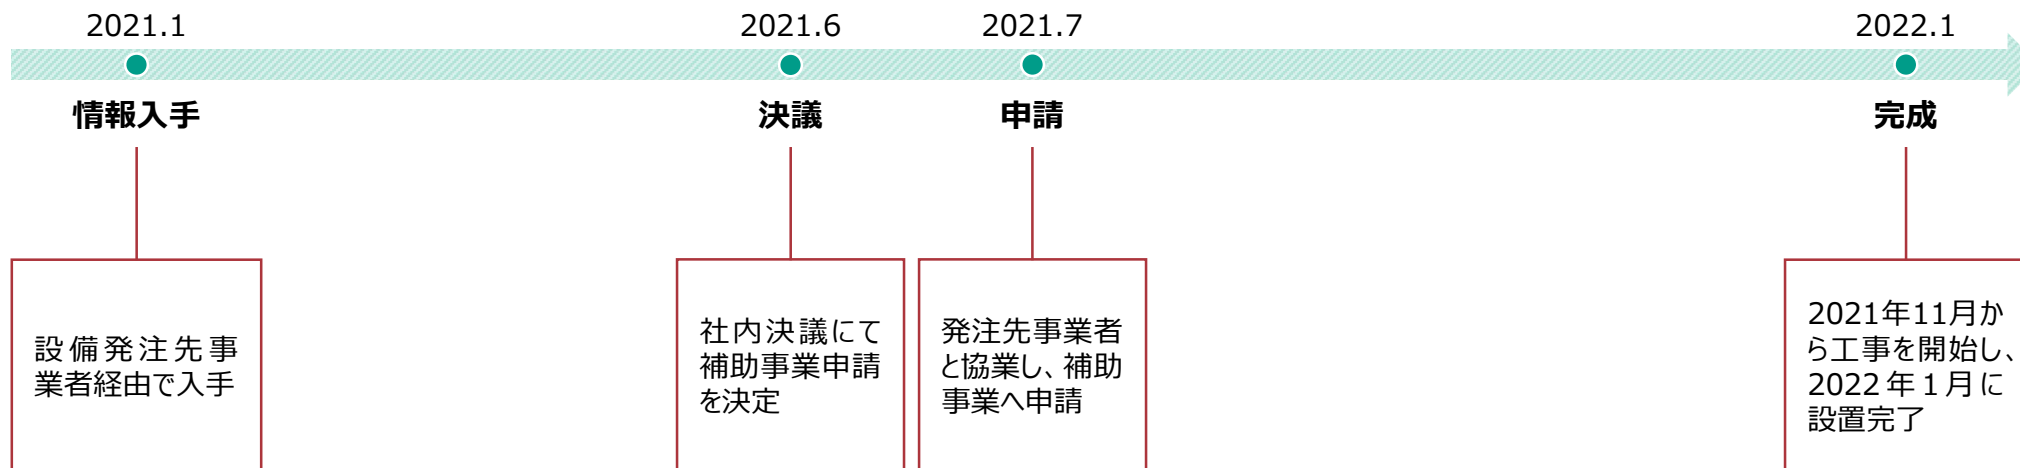 2021.1
2021.6
2021.7
2022.1
情報入手
決議
申請
完成
設備発注先事
業者経由で入手
社内決議にて
補助事業申請
を決定
発注先事業者
と協業し、補助
事業へ申請
2021年11月か
ら工事を開始し、
2022年1月に
設置完了